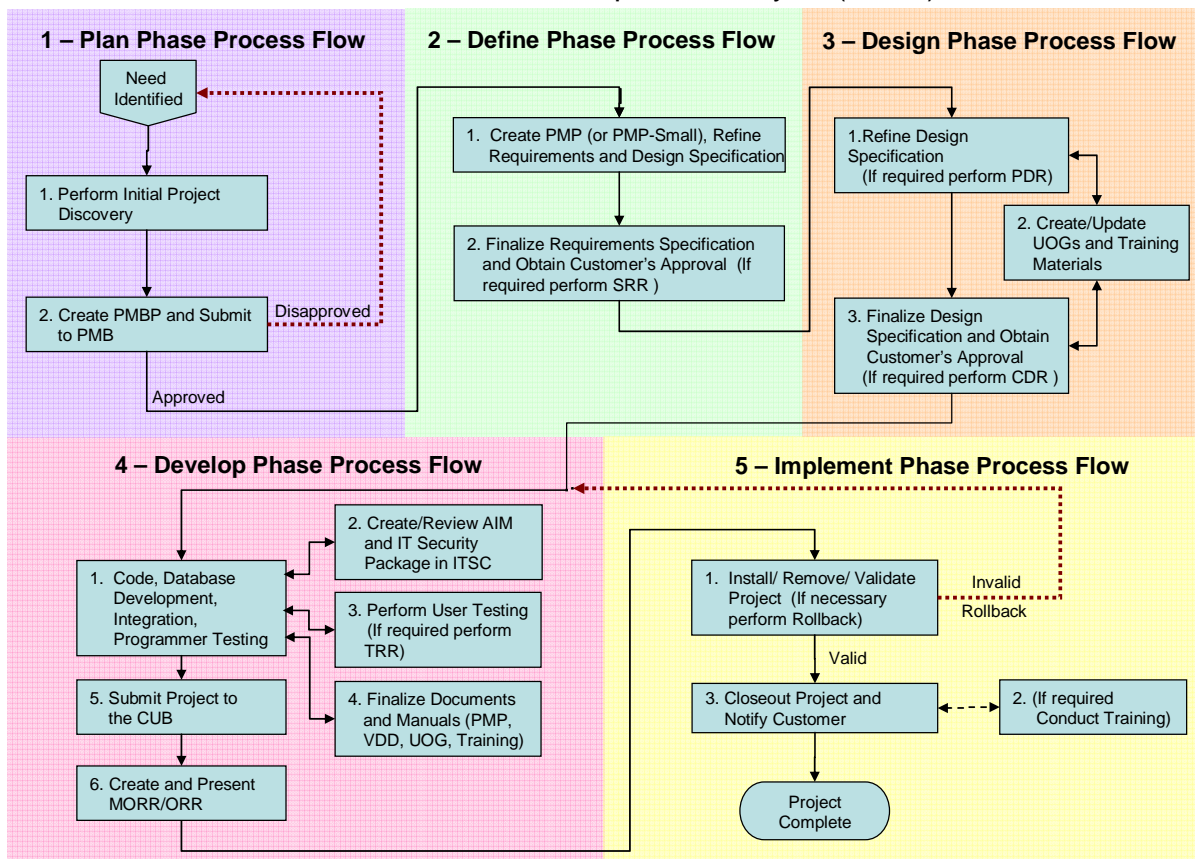 1 – Plan Phase Process Flow
Need
Identified
1. Perform Initial Project
Discovery
2. Create PMBP and Submit
to PMB
Disapproved
Approved
2 – Define Phase Process Flow
1. Create PMP (or PMP-Small), Refine
Requirements and Design Specification
2. Finalize Requirements Specification
and Obtain Customer’s Approval (If
required perform SRR )
3 – Design Phase Process Flow
1.Refine Design
Specification
(If required perform PDR)
2. Create/Update
UOGs and Training
Materials
3. Finalize Design
Specification and Obtain
Customer’s Approval
(If required perform CDR )
4 – Develop Phase Process Flow
1. Code, Database
Development,
Integration,
Programmer Testing
2. Create/Review AIM
and IT Security
Package in ITSC
3. Perform User Testing
(If required perform
TRR)
4. Finalize Documents
and Manuals (PMP,
VDD, UOG, Training)
5. Submit Project to
the CUB
6. Create and Present
MORR/ORR
5 – Implement Phase Process Flow
1. Install/ Remove/ Validate
Project (If necessary
perform Rollback)
Invalid
Rollback
Valid
3. Closeout Project and
Notify Customer
2. (If required
Conduct Training)
Project
Complete